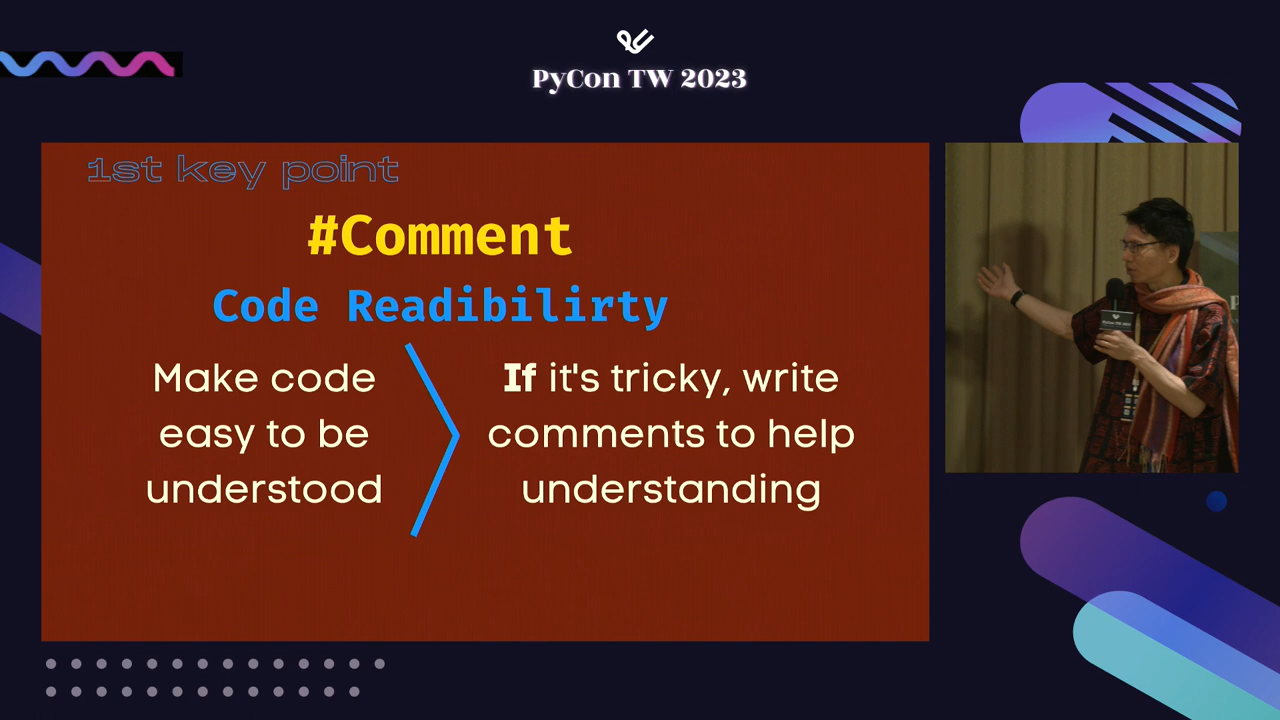 PyCon TW 2023
1st key point
#Comment
Code Readibilirty
Make code
easy to be
understood
If it's tricky, write
comments to help
understanding